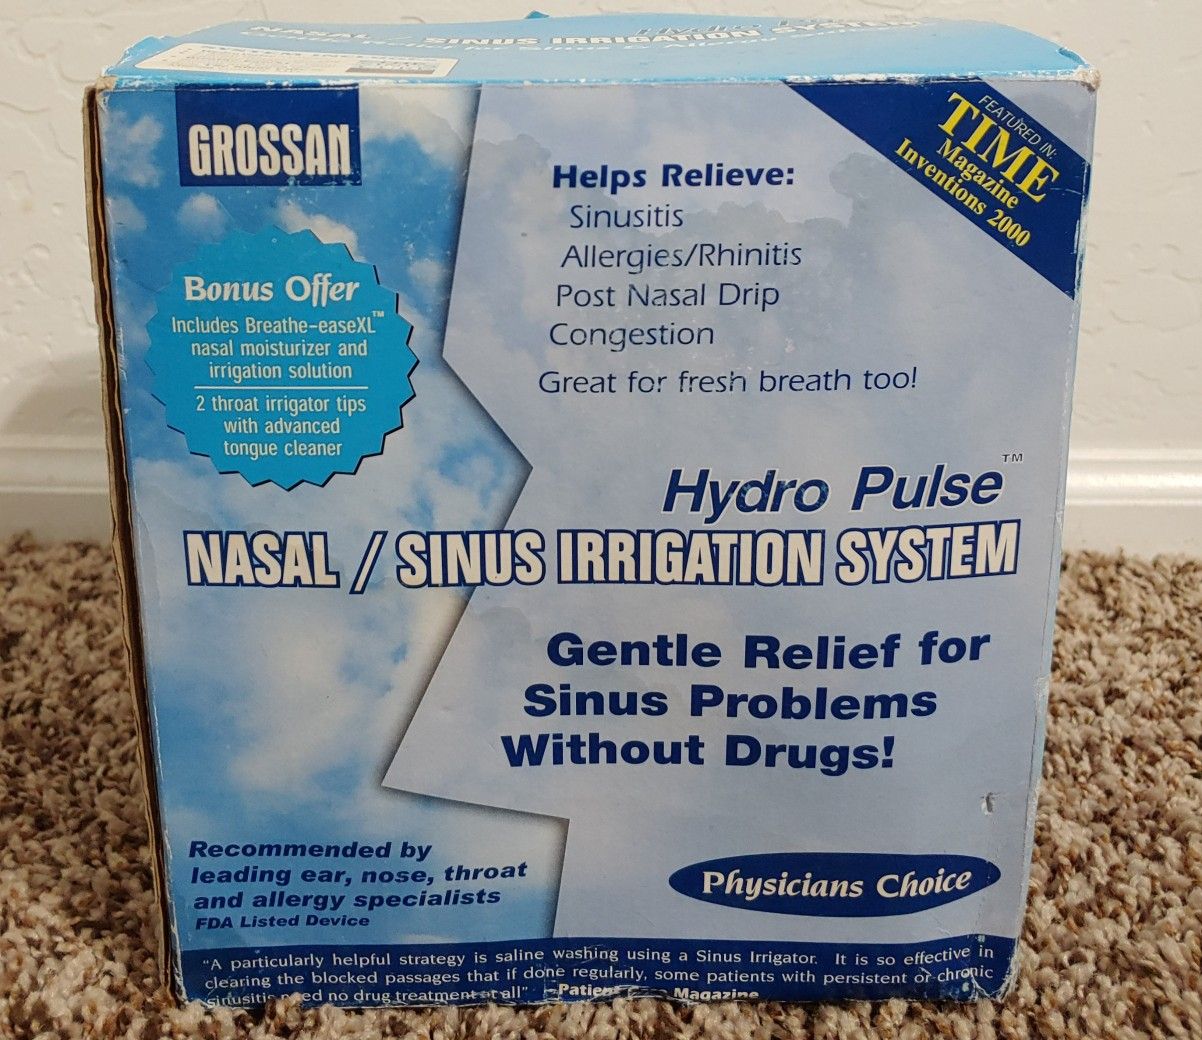 NASAL / SINUS IRRIGATION SYSTEM
GROSSAN
FEATURED IN:
TIME
Magazine
Inventions 2000
Helps Relieve:
Sinusitis
Allergies/Rhinitis
Post Nasal Drip
Congestion
Great for fresh breath too!
Bonus Offer
Includes Breathe-easeXL™
nasal moisturizer and
irrigation solution
2 throat irrigator tips
with advanced
tongue cleaner
Hydro Pulse™
NASAL / SINUS IRRIGATION SYSTEM
Gentle Relief for
Sinus Problems
Without Drugs!
Recommended by
leading ear, nose, throat
and allergy specialists
FDA Listed Device
Physicians Choice
"A particularly helpful strategy is saline washing using a Sinus Irrigator. It is so effective in
clearing the blocked passages that if done regularly, some patients with persistent or chronic
sinusitis need no drug treatment at all" Magazine